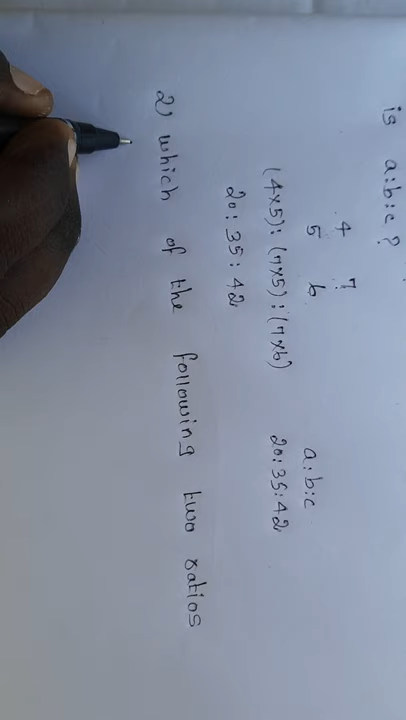 is a:b:c?
4 7
5 6
a:b:c
(4×5):(7×5):(7×6)
20:35:42
20:35:42
2) which of the following two ratios